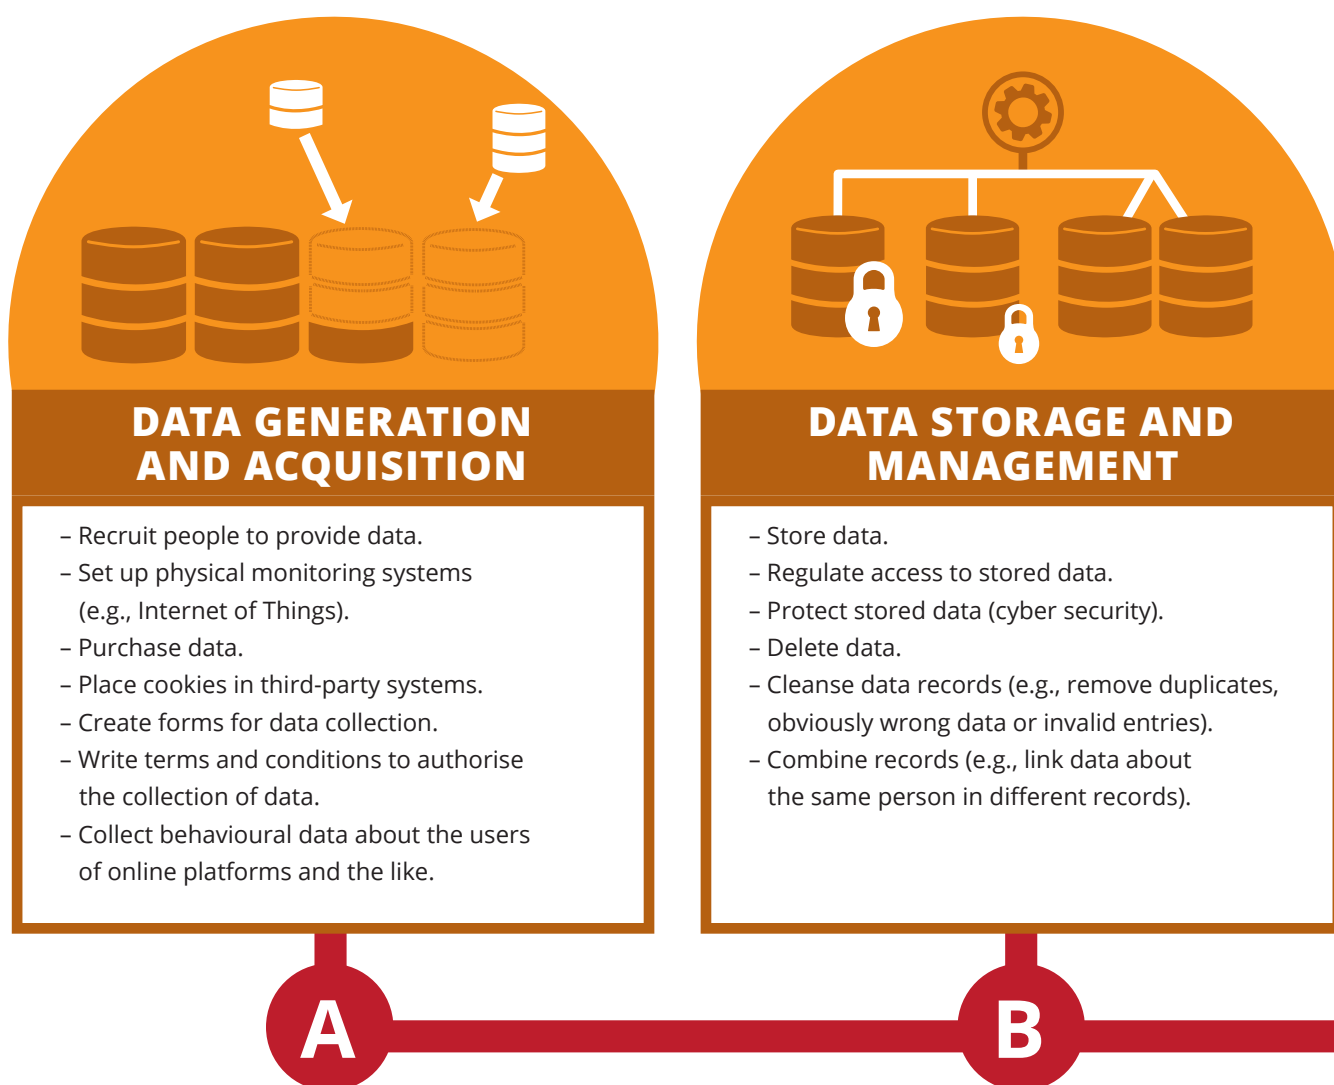 DATA GENERATION
AND ACQUISITION
– Recruit people to provide data.
– Set up physical monitoring systems
(e.g., Internet of Things).
– Purchase data.
– Place cookies in third-party systems.
– Create forms for data collection.
– Write terms and conditions to authorise
the collection of data.
– Collect behavioural data about the users
of online platforms and the like.
A
DATA STORAGE AND
MANAGEMENT
– Store data.
– Regulate access to stored data.
– Protect stored data (cyber security).
– Delete data.
– Cleanse data records (e.g., remove duplicates,
obviously wrong data or invalid entries).
– Combine records (e.g., link data about
the same person in different records).
B